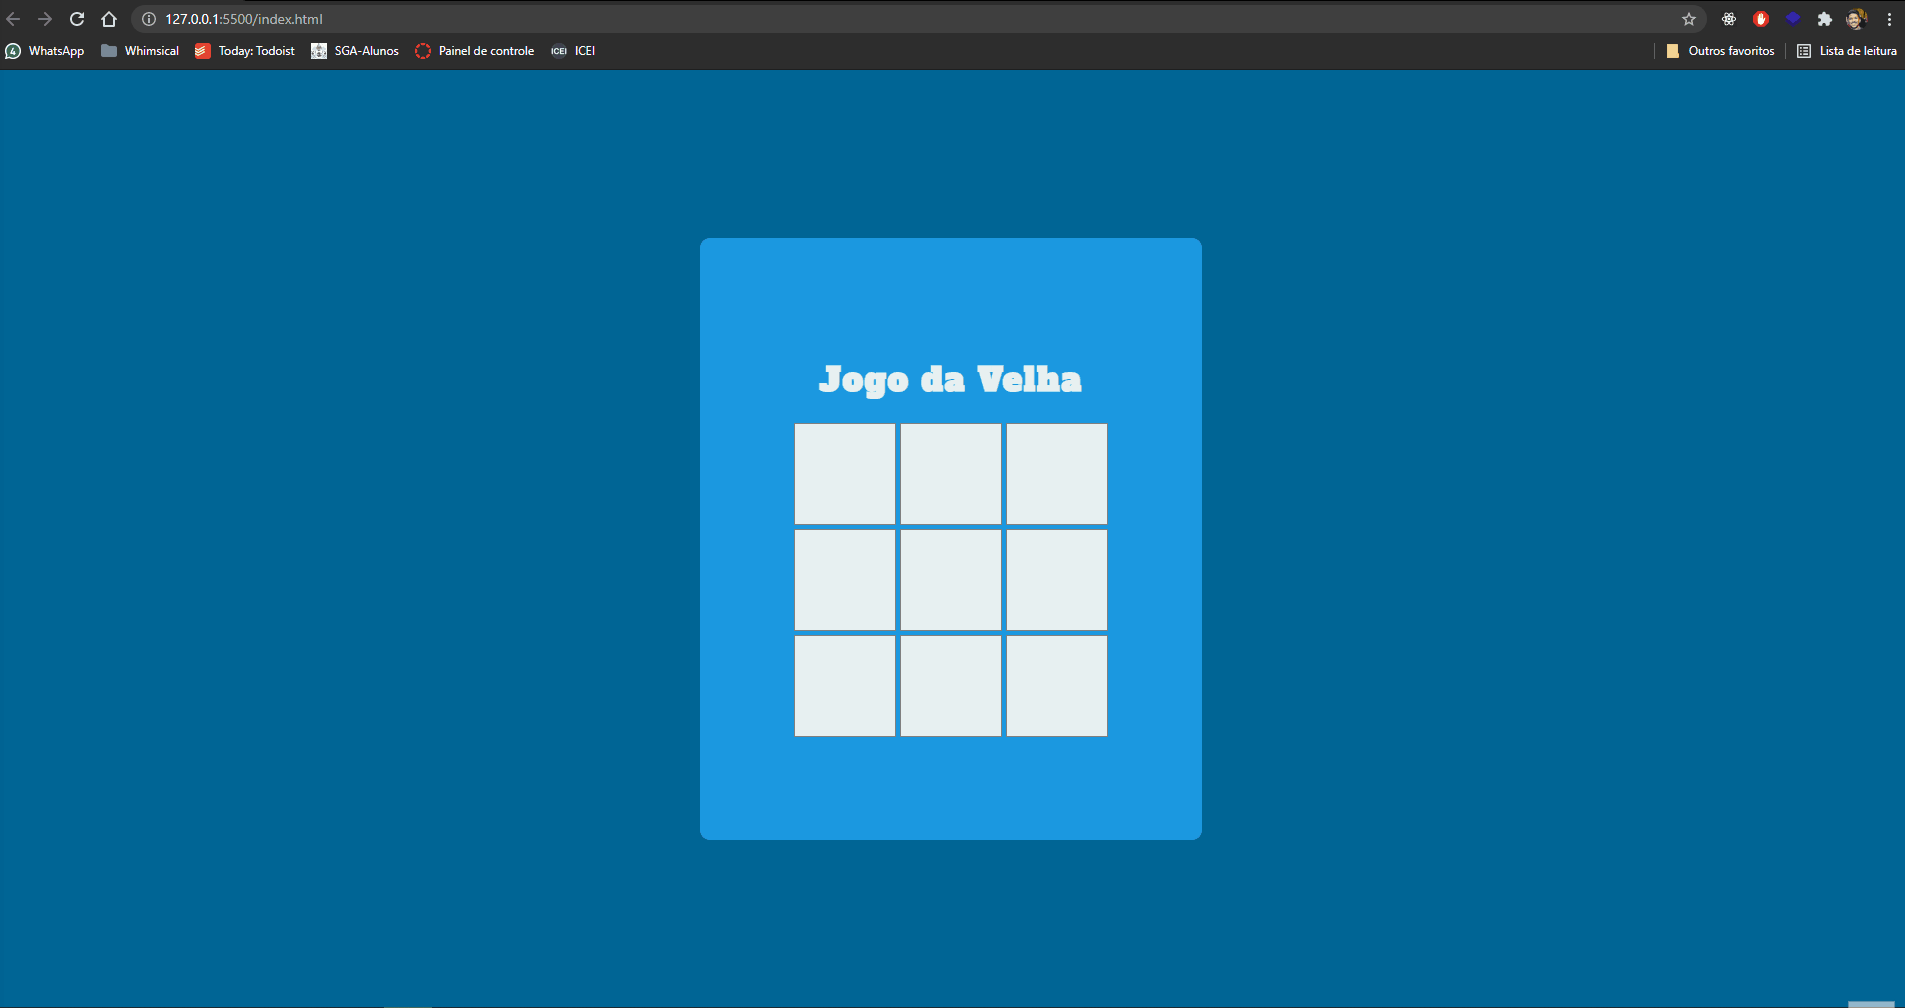 127.0.0.1:5500/index.html
4 WhatsApp Whimsical Today: Todoist SGA-Alunos Painel de controle ICEI ICEI Outros favoritos Lista de leitura
Jogo da Velha